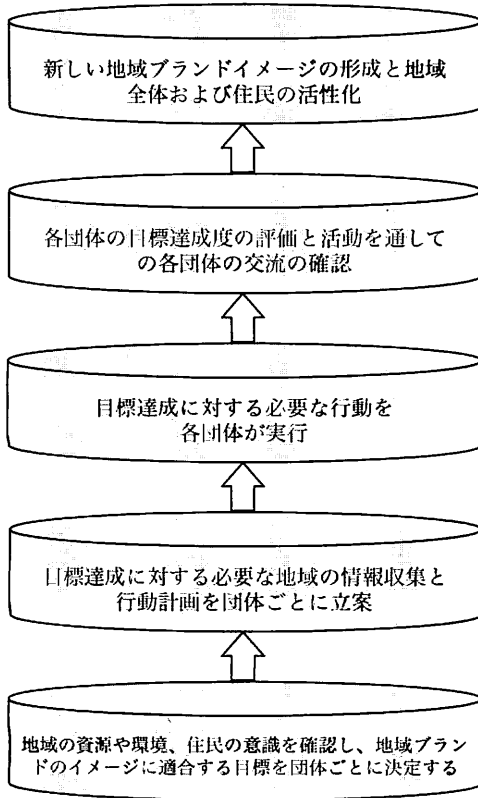 新しい地域ブランドイメージの形成と地域
全体および住民の活性化
各団体の目標達成度の評価と活動を通して
の各団体の交流の確認
目標達成に対する必要な行動を
各団体が実行
目標達成に対する必要な地域の情報収集と
行動計画を団体ごとに立案
地域の資源や環境、住民の意識を確認し、地域ブラン
ドのイメージに適合する目標を団体ごとに決定する